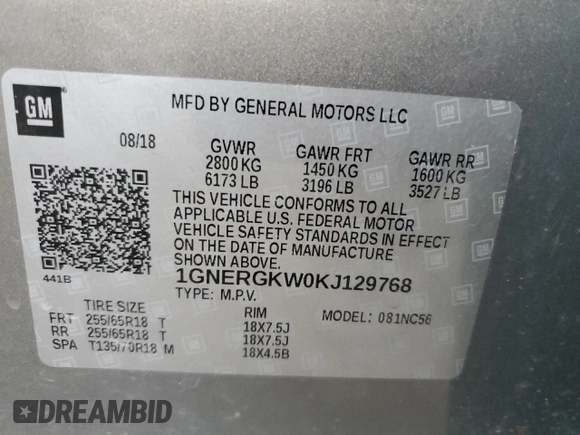 GM
MFD BY GENERAL MOTORS LLC
08/18 GVWR GAWR FRT GAWR RR
2800 KG 1450 KG 1600 KG
6173 LB 3196 LB 3527 LB
THIS VEHICLE CONFORMS TO ALL
APPLICABLE U.S. FEDERAL MOTOR
VEHICLE SAFETY STANDARDS IN EFFECT
ON THE DATE OF MANUFACTURE
SHOWN ABOVE.
441B 1GNERGKW0KJ129768
TYPE: M.P.V.
TIRE SIZE RIM MODEL: 081NC56
FRT 255/65R18 T 18X7.5J
RR 255/65R18 T 18X7.5J
SPA T135/70R18 M 18X4.5B
DREAMBID